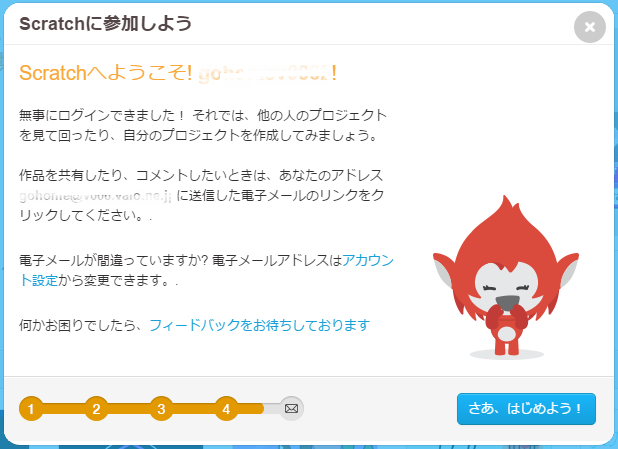 Scratchに参加しよう
Scratchへようこそ!
無事にログインできました！ それでは、他の人のプロジェクト
を見て回ったり、自分のプロジェクトを作成してみましょう。
作品を共有したり、コメントしたいときは、あなたのアドレス
に送信した電子メールのリンクをク
リックしてください。.
電子メールが間違っていますか? 電子メールアドレスはアカウン
ト設定から変更できます。.
何かお困りでしたら、フィードバックをお待ちしております
1 2 3 4
さあ、はじめよう！